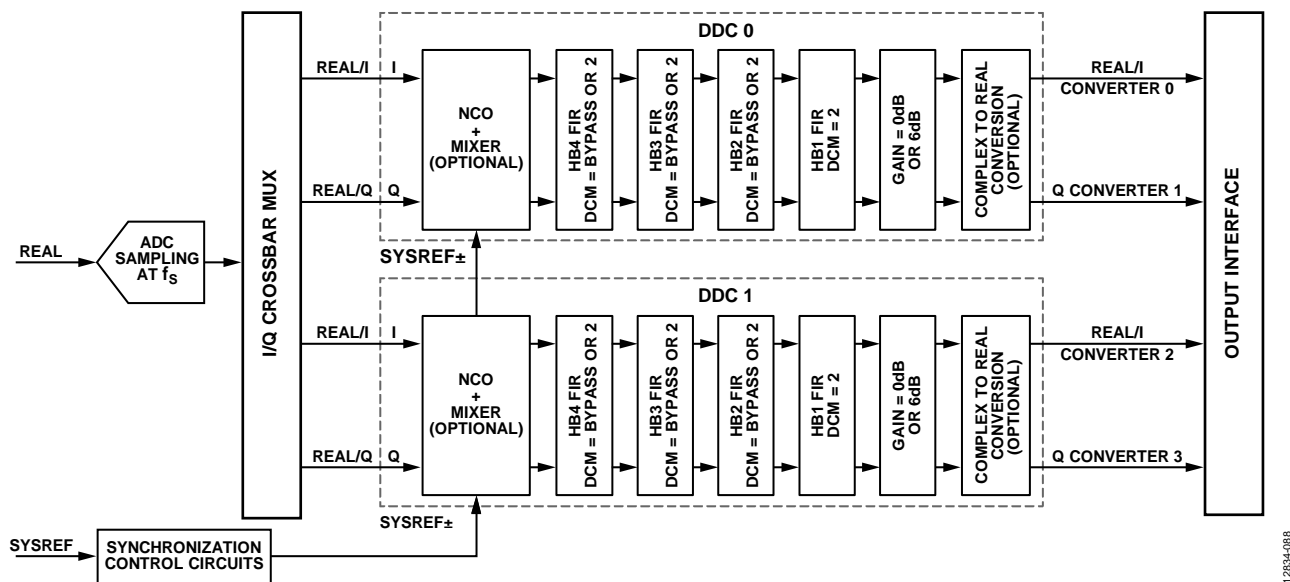 DDC 0
REAL/I I
REAL/Q Q
NCO
+
MIXER
(OPTIONAL)
HB4 FIR
DCM = BYPASS OR 2
HB3 FIR
DCM = BYPASS OR 2
HB2 FIR
DCM = BYPASS OR 2
HB1 FIR
DCM = 2
GAIN = 0dB
OR 6dB
COMPLEX TO REAL
CONVERSION
(OPTIONAL)
REAL/I
CONVERTER 0
Q CONVERTER 1
SYSREF±
REAL
ADC
SAMPLING
AT fS
I/Q CROSSBAR MUX
OUTPUT INTERFACE
DDC 1
REAL/I I
REAL/Q Q
NCO
+
MIXER
(OPTIONAL)
HB4 FIR
DCM = BYPASS OR 2
HB3 FIR
DCM = BYPASS OR 2
HB2 FIR
DCM = BYPASS OR 2
HB1 FIR
DCM = 2
GAIN = 0dB
OR 6dB
COMPLEX TO REAL
CONVERSION
(OPTIONAL)
REAL/I
CONVERTER 2
Q CONVERTER 3
SYSREF±
SYSREF
SYNCHRONIZATION
CONTROL CIRCUITS
12834-088